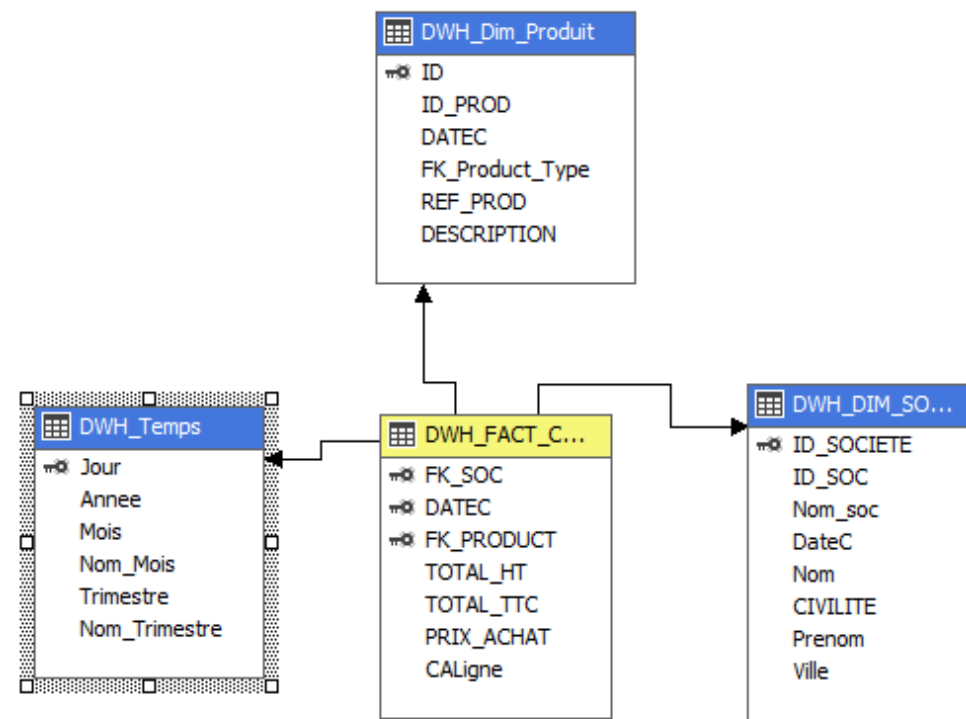 DWH_Dim_Produit
ID
ID_PROD
DATEC
FK_Product_Type
REF_PROD
DESCRIPTION
DWH_Temps
Jour
Annee
Mois
Nom_Mois
Trimestre
Nom_Trimestre
DWH_FACT_C...
FK_SOC
DATEC
FK_PRODUCT
TOTAL_HT
TOTAL_TTC
PRIX_ACHAT
CALigne
DWH_DIM_SO...
ID_SOCIETE
ID_SOC
Nom_soc
DateC
Nom
CIVILITE
Prenom
Ville